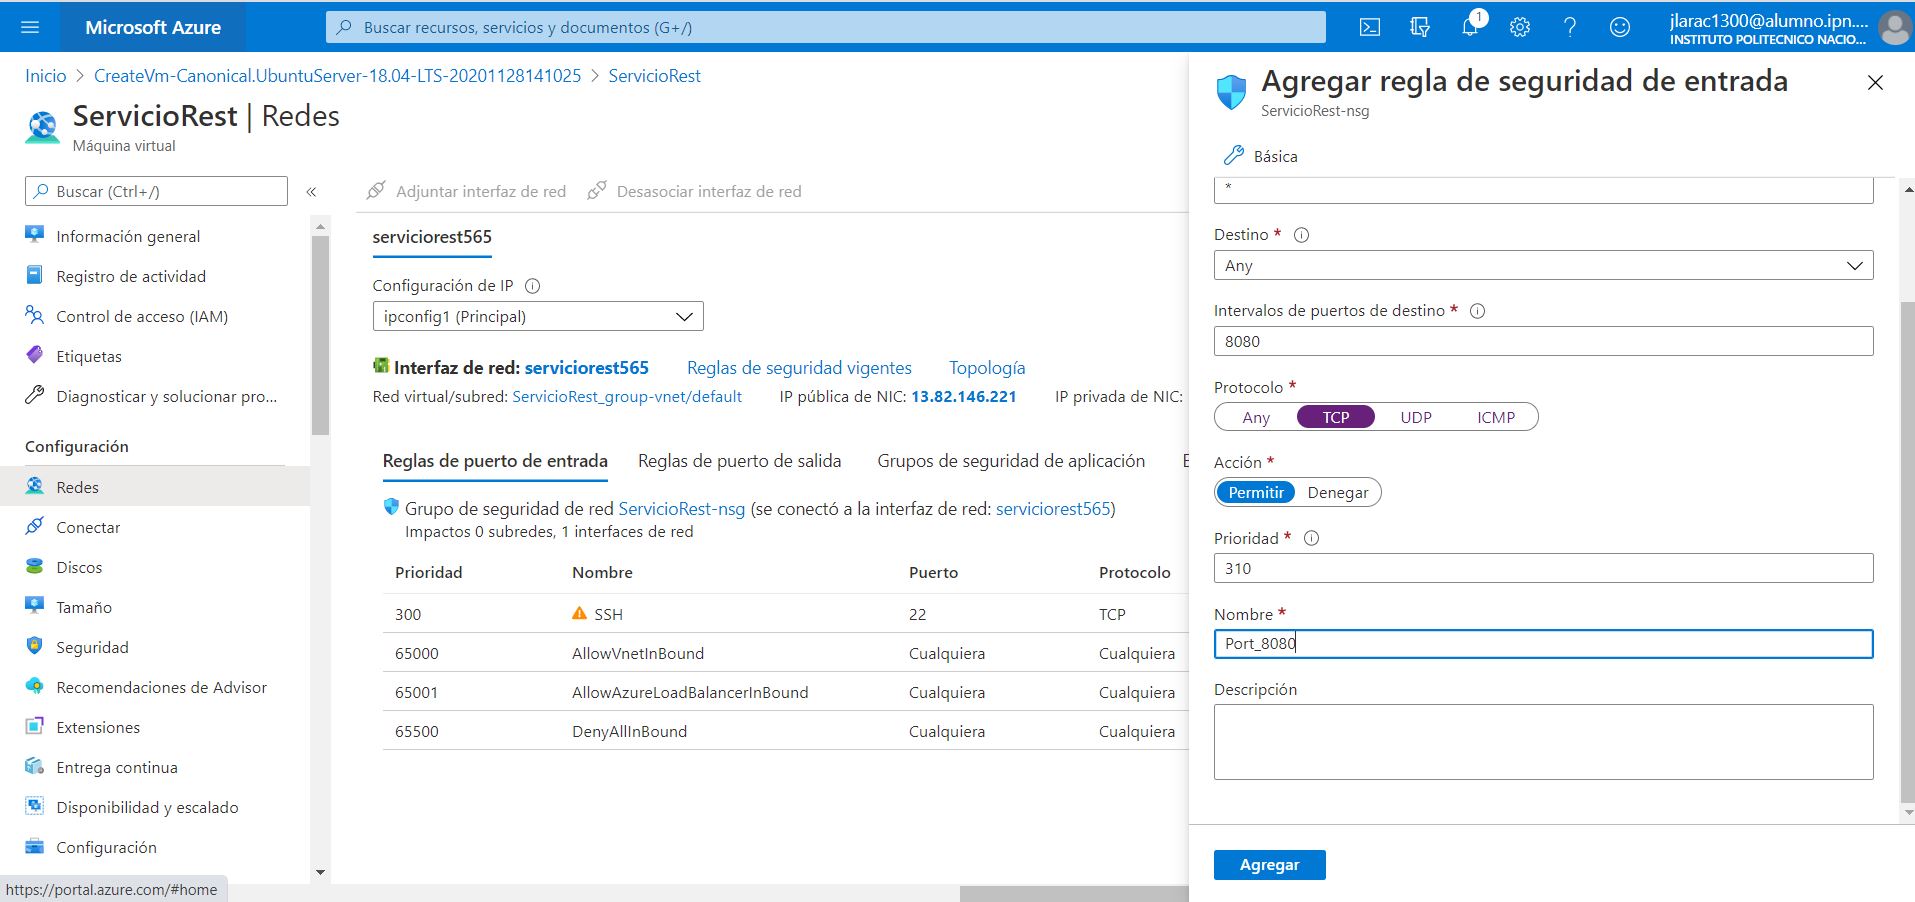 Microsoft Azure
Buscar recursos, servicios y documentos (G+/)
1
jlarac1300@alumno.ipn....
INSTITUTO POLITECNICO NACIO...
Inicio > CreateVm-Canonical.UbuntuServer-18.04-LTS-20201128141025 > ServicioRest
ServicioRest | Redes
Máquina virtual
Buscar (Ctrl+/)
«
Información general
Registro de actividad
Control de acceso (IAM)
Etiquetas
Diagnosticar y solucionar pro...
Configuración
Redes
Conectar
Discos
Tamaño
Seguridad
Recomendaciones de Advisor
Extensiones
Entrega continua
Disponibilidad y escalado
Configuración
https://portal.azure.com/#home
Adjuntar interfaz de red Desasociar interfaz de red
serviciorest565
Configuración de IP
ipconfig1 (Principal)
Interfaz de red: serviciorest565 Reglas de seguridad vigentes Topología
Red virtual/subred: ServicioRest_group-vnet/default IP pública de NIC: 13.82.146.221 IP privada de NIC:
Reglas de puerto de entrada Reglas de puerto de salida Grupos de seguridad de aplicación
Grupo de seguridad de red ServicioRest-nsg (se conectó a la interfaz de red: serviciorest565)
Impactos 0 subredes, 1 interfaces de red
Prioridad Nombre Puerto Protocolo
300 SSH 22 TCP
65000 AllowVnetInBound Cualquiera Cualquiera
65001 AllowAzureLoadBalancerInBound Cualquiera Cualquiera
65500 DenyAllInBound Cualquiera Cualquiera
Agregar regla de seguridad de entrada
ServicioRest-nsg
Básica
*
Destino *
Any
Intervalos de puertos de destino *
8080
Protocolo *
Any TCP UDP ICMP
Acción *
Permitir Denegar
Prioridad *
310
Nombre *
Port_8080
Descripción
Agregar